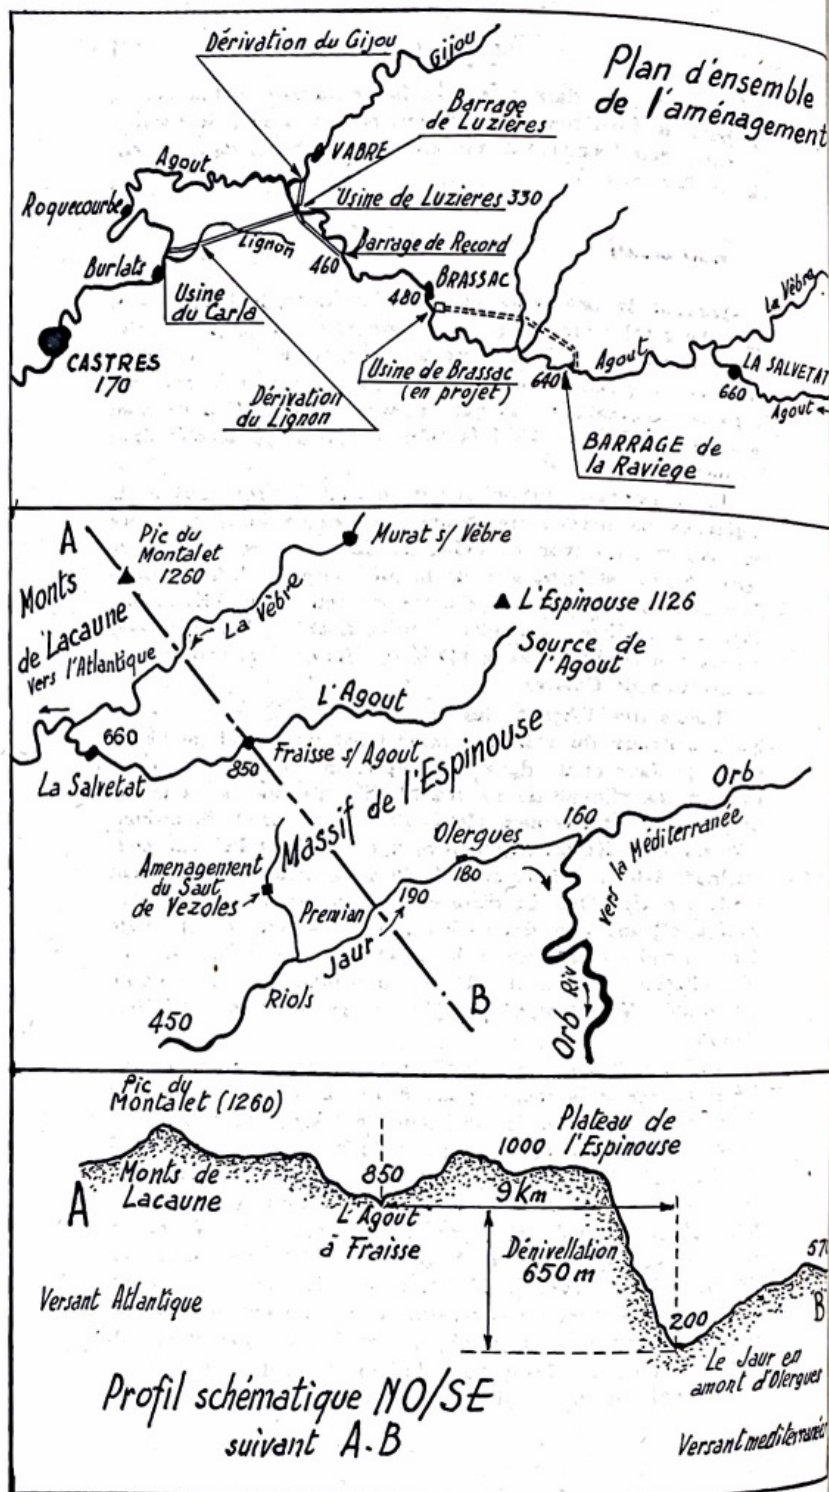 Dérivation du Gijou
Gijou
Plan d'ensemble
de l'aménagement
Barrage
de Luzières
VABRE
Agout
Roquecourbe
Usine de Luzieres 330
Lignon
Barrage de Record
460
Burlats
BRASSAC
480
La Vèbre
Usine
du Carla
CASTRES
170
Usine de Brassac
(en projet)
640
Agout
LA SALVETAT
660
Agout
Dérivation
du Lignon
BARRAGE de
la Raviege
A
Pic du
Montalet
1260
Murat s/ Vèbre
Monts
de Lacaune
vers l'Atlantique
La Vèbre
L'Espinouse 1126
Source de
l'Agout
L'Agout
660
La Salvetat
850
Fraisse s/Agout
Massif de l'Espinouse
Orb
160
Olergues
180
vers la Méditerranée
Amenagement
du Saut
de Vezoles
Premian
190
Jaur
Riols
450
B
Orb Riv
Pic du
Montalet (1260)
Plateau de
l'Espinouse
1000
850
9 Km
Monts de
Lacaune
A
L'Agout
à Fraisse
Dénivellation
650 m
570
B
Versant Atlantique
200
Le Jaur en
amont d'Olergues
Profil schématique NO/SE
suivant A-B
Versant mediterranéen